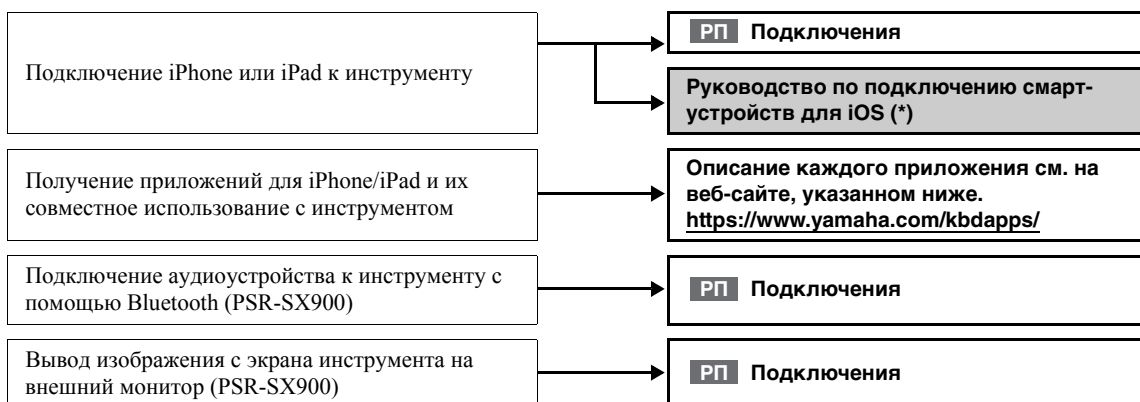 Подключение iPhone или iPad к инструменту
РП Подключения
Руководство по подключению смарт-
устройств для iOS (*)
Получение приложений для iPhone/iPad и их
совместное использование с инструментом
Описание каждого приложения см. на
веб-сайте, указанном ниже.
https://www.yamaha.com/kbdapps/
Подключение аудиоустройства к инструменту с
помощью Bluetooth (PSR-SX900)
РП Подключения
Вывод изображения с экрана инструмента на
внешний монитор (PSR-SX900)
РП Подключения